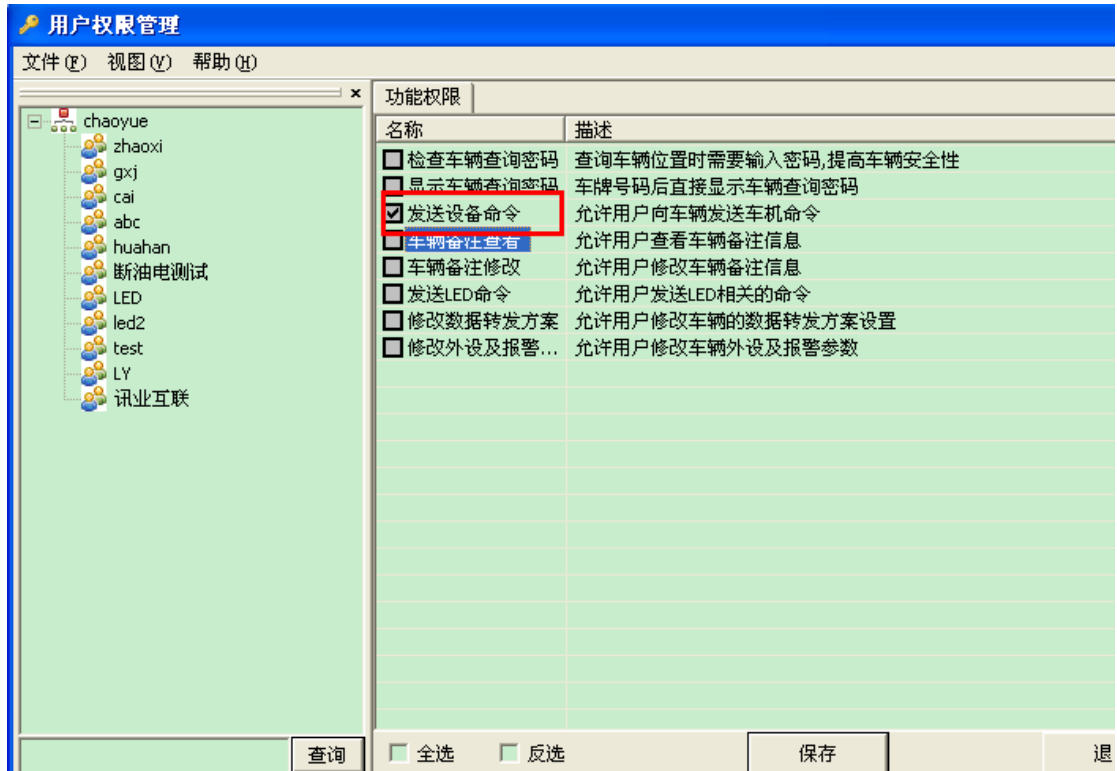 用户权限管理
文件(F) 视图(V) 帮助(H)
chaoyue
zhaoxi
gxj
cai
abc
huahan
断油电测试
LED
led2
test
LY
讯业互联
查询
功能权限
名称 描述
检查车辆查询密码 查询车辆位置时需要输入密码,提高车辆安全性
显示车辆查询密码 车牌号码后直接显示车辆查询密码
发送设备命令 允许用户向车辆发送车机命令
车辆备注查看 允许用户查看车辆备注信息
车辆备注修改 允许用户修改车辆备注信息
发送LED命令 允许用户发送LED相关的命令
修改数据转发方案 允许用户修改车辆的数据转发方案设置
修改外设及报警... 允许用户修改车辆外设及报警参数
全选 反选 保存 退